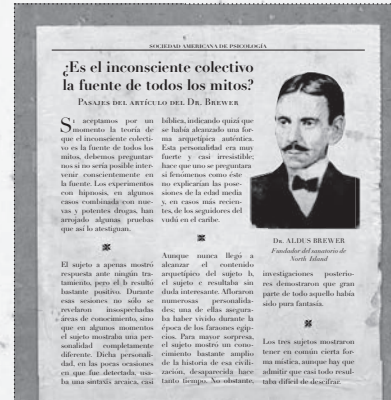 SOCIEDAD AMERICANA DE PSICOLOGÍA
¿Es el inconsciente colectivo
la fuente de todos los mitos?
PASAJES DEL ARTÍCULO DEL DR. BREWER
Si aceptamos por un
momento la teoría de
que el inconsciente colecti-
vo es la fuente de todos los
mitos, debemos preguntar-
nos si no sería posible inter-
venir conscientemente en
la fuente. Los experimentos
con hipnosis, en algunos
casos combinada con nue-
vas y potentes drogas, han
arrojado algunas pruebas
que así lo atestiguan.
El sujeto a apenas mostró
respuesta ante ningún tra-
tamiento, pero el b resultó
bastante positivo. Durante
esas sesiones no sólo se
revelaron insospechadas
áreas de conocimiento, sino
que en algunos momentos
el sujeto mostraba una per-
sonalidad completamente
diferente. Dicha personali-
dad, en las pocas ocasiones
en que fue detectada, usa-
ba una sintaxis arcaica, casi
bíblica, indicando quizá que
se había alcanzado una for-
ma arquetípica auténtica.
Esta personalidad era muy
fuerte y casi irresistible;
hace que uno se preguntara
si fenómenos como éste
no explicarían las pose-
siones de la edad media
y, en casos más recien-
tes, de los seguidores del
vudú en el caribe.
Aunque nunca llegó a
alcanzar el contenido
arquetípico del sujeto b,
el sujeto c resultaba sin
duda interesante. Afloraron
numerosas personalida-
des; una de ellas asegura-
ba haber vivido durante la
época de los faraones egip-
cios. Para mayor sorpresa,
el sujeto mostró un cono-
cimiento bastante amplio
de la historia de esa civili-
zación, desaparecida hace
tanto tiempo. No obstante,
DR. ALDUS BREWER
Fundador del sanatorio de
North Island
investigaciones posterio-
res demostraron que gran
parte de todo aquello había
sido pura fantasía.
Los tres sujetos mostraron
tener en común cierta for-
ma mística, aunque hay que
admitir que casi todo resul-
taba difícil de descifrar.